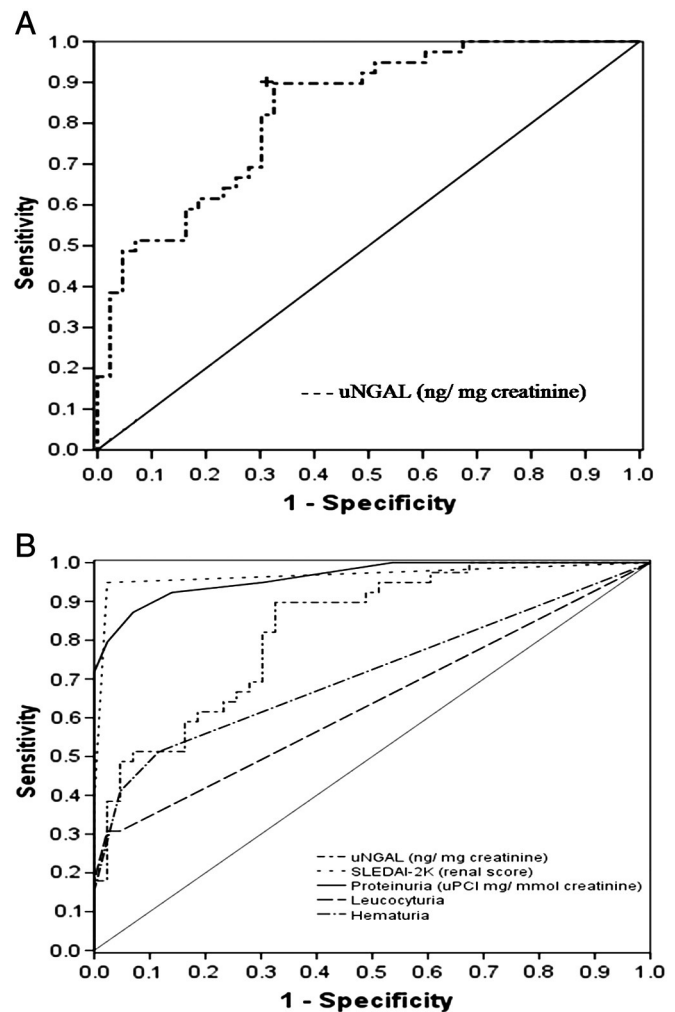 A
1.0
0.9
0.8
0.7
0.6
0.5
0.4
0.3
0.2
0.1
0.0
Sensitivity
uNGAL (ng/ mg creatinine)
0.0 0.1 0.2 0.3 0.4 0.5 0.6 0.7 0.8 0.9 1.0
1 - Specificity
B
1.0
0.9
0.8
0.7
0.6
0.5
0.4
0.3
0.2
0.1
0.0
Sensitivity
uNGAL (ng/ mg creatinine)
SLEDAI-2K (renal score)
Proteinuria (uPCI mg/ mmol creatinine)
Leucocyturia
Hematuria
0.0 0.1 0.2 0.3 0.4 0.5 0.6 0.7 0.8 0.9 1.0
1 - Specificity